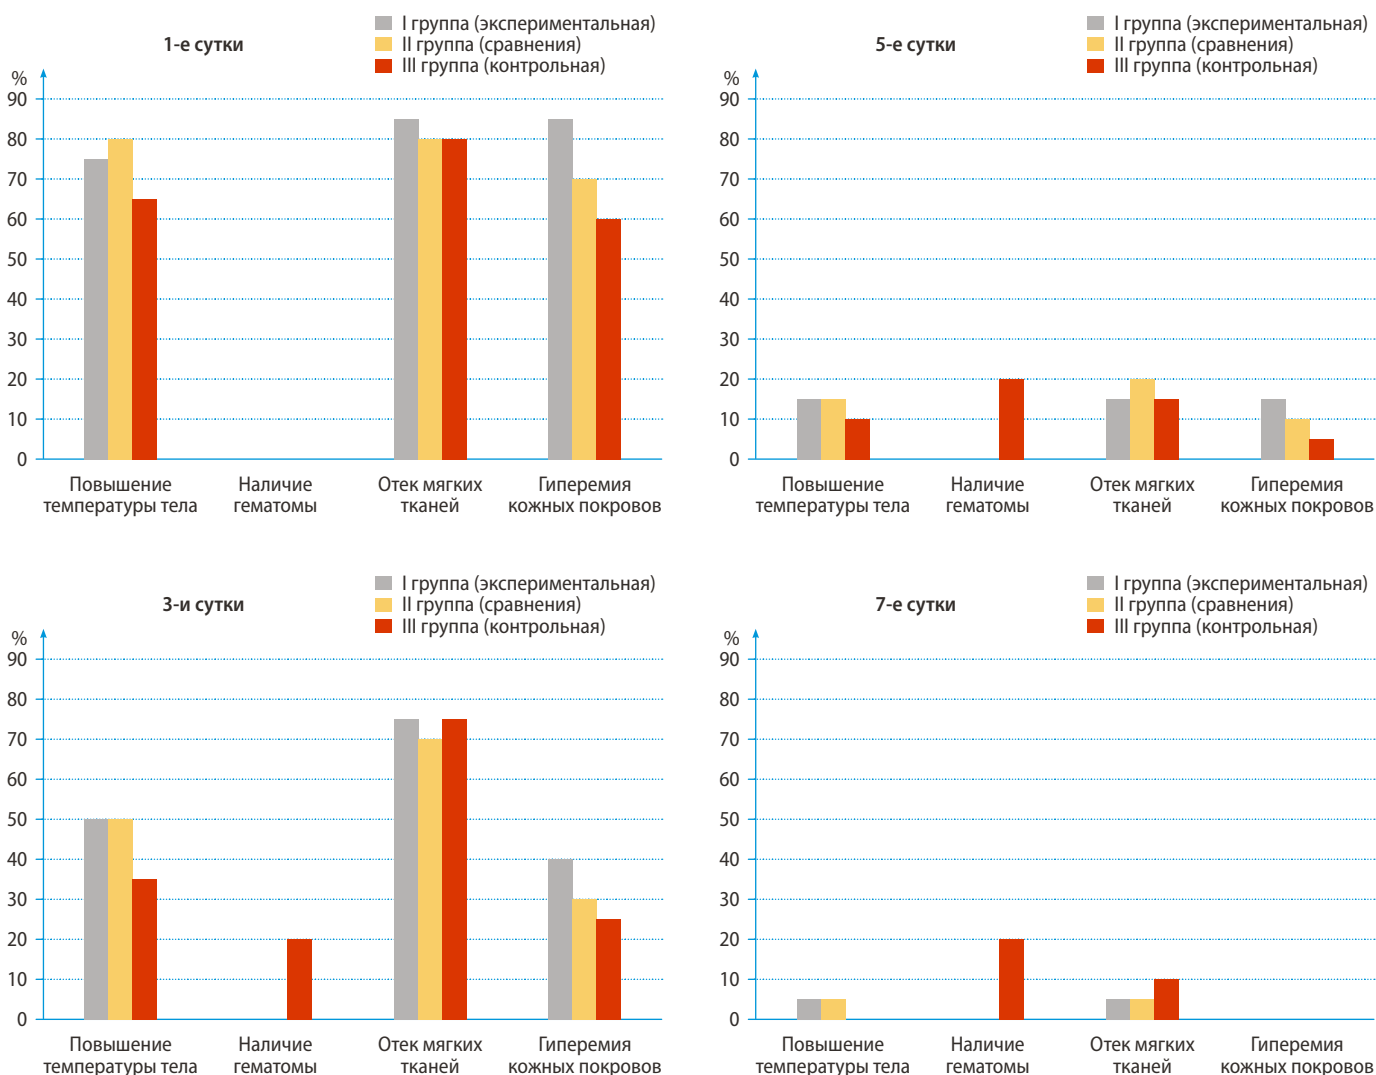 1-е сутки
I группа (экспериментальная)
II группа (сравнения)
III группа (контрольная)
%
90
80
70
60
50
40
30
20
10
0
Повышение
температуры тела
Наличие
гематомы
Отек мягких
тканей
Гиперемия
кожных покровов
5-е сутки
I группа (экспериментальная)
II группа (сравнения)
III группа (контрольная)
%
90
80
70
60
50
40
30
20
10
0
Повышение
температуры тела
Наличие
гематомы
Отек мягких
тканей
Гиперемия
кожных покровов
3-и сутки
I группа (экспериментальная)
II группа (сравнения)
III группа (контрольная)
%
90
80
70
60
50
40
30
20
10
0
Повышение
температуры тела
Наличие
гематомы
Отек мягких
тканей
Гиперемия
кожных покровов
7-е сутки
I группа (экспериментальная)
II группа (сравнения)
III группа (контрольная)
%
90
80
70
60
50
40
30
20
10
0
Повышение
температуры тела
Наличие
гематомы
Отек мягких
тканей
Гиперемия
кожных покровов